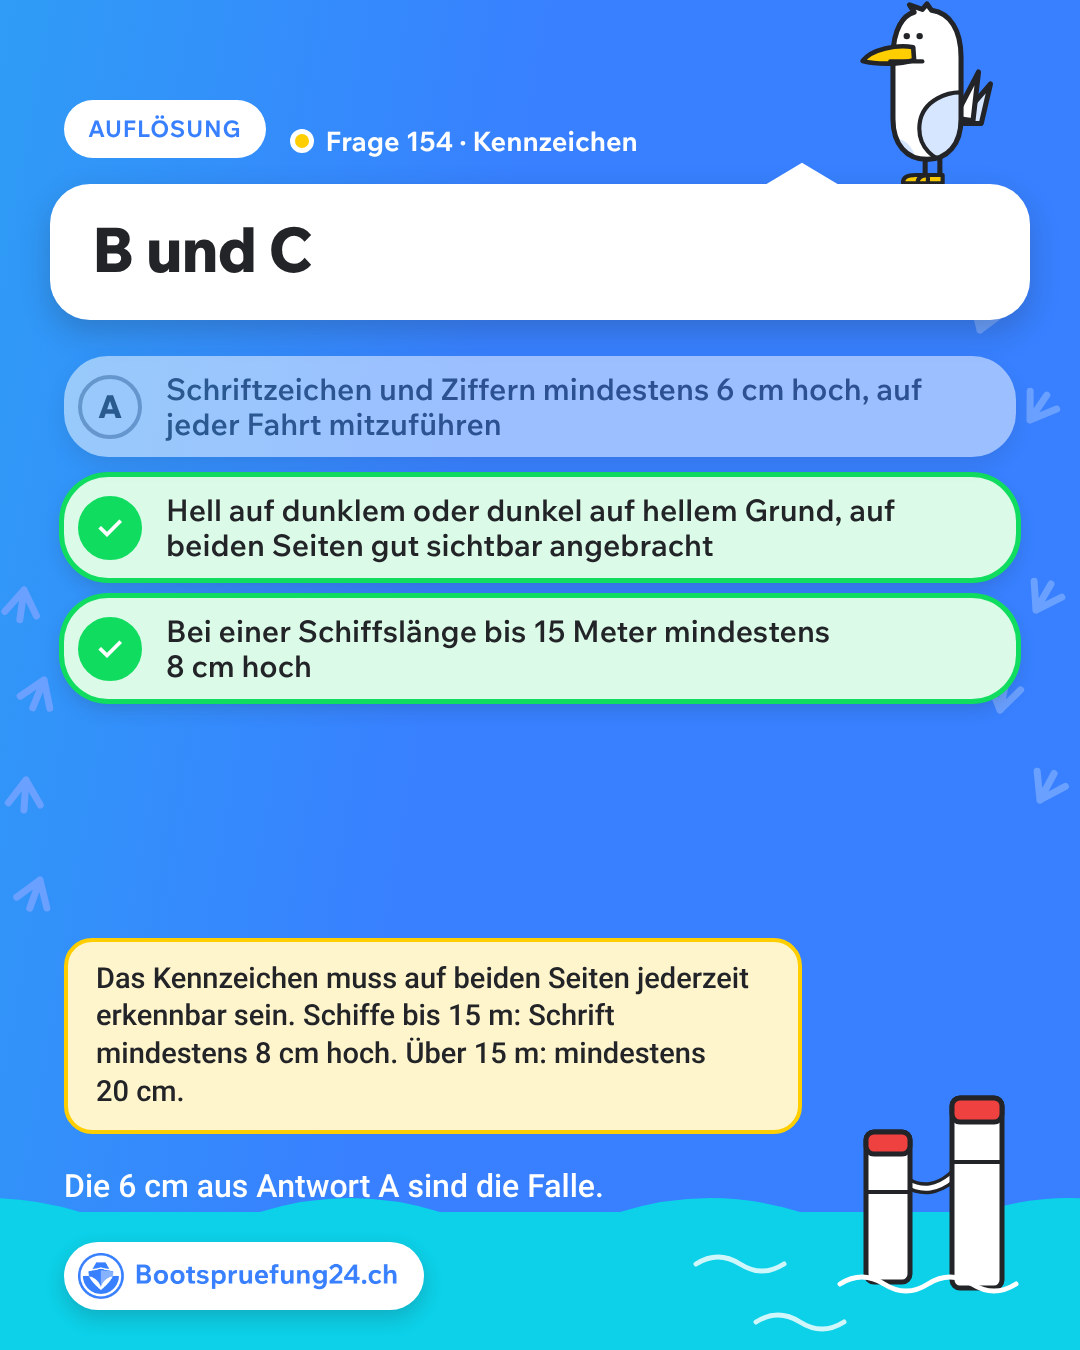 AUFLÖSUNG
Frage 154 · Kennzeichen
B und C
A
Schriftzeichen und Ziffern mindestens 6 cm hoch, auf
jeder Fahrt mitzuführen
Hell auf dunklem oder dunkel auf hellem Grund, auf
beiden Seiten gut sichtbar angebracht
Bei einer Schiffslänge bis 15 Meter mindestens
8 cm hoch
Das Kennzeichen muss auf beiden Seiten jederzeit
erkennbar sein. Schiffe bis 15 m: Schrift
mindestens 8 cm hoch. Über 15 m: mindestens
20 cm.
Die 6 cm aus Antwort A sind die Falle.
Bootspruefung24.ch